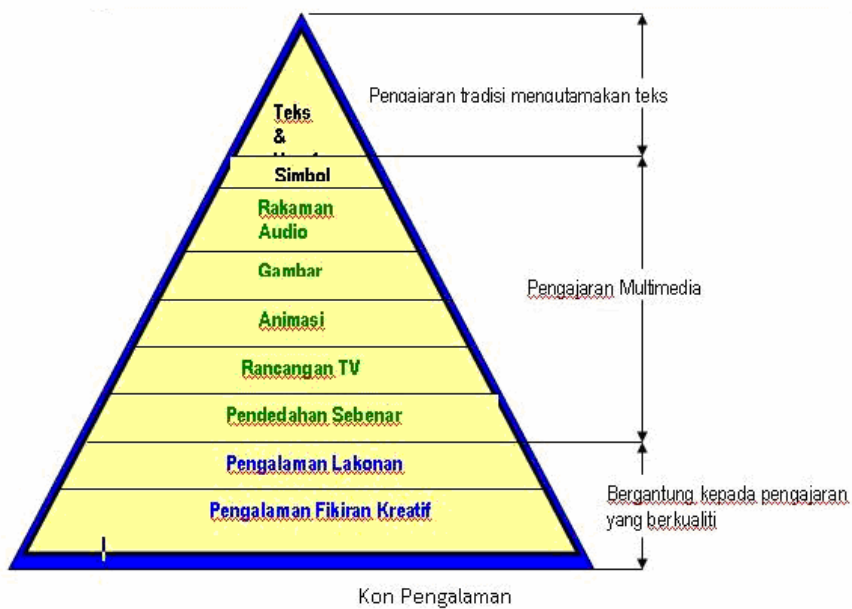 Teks
&
Simbol
Rakaman
Audio
Gambar
Animasi
Rancangan TV
Pendedahan Sebenar
Pengalaman Lakonan
Pengalaman Fikiran Kreatif
Pengajaran tradisi mengutamakan teks
Pengajaran Multimedia
Bergantung kepada pengajaran
yang berkualiti
Kon Pengalaman